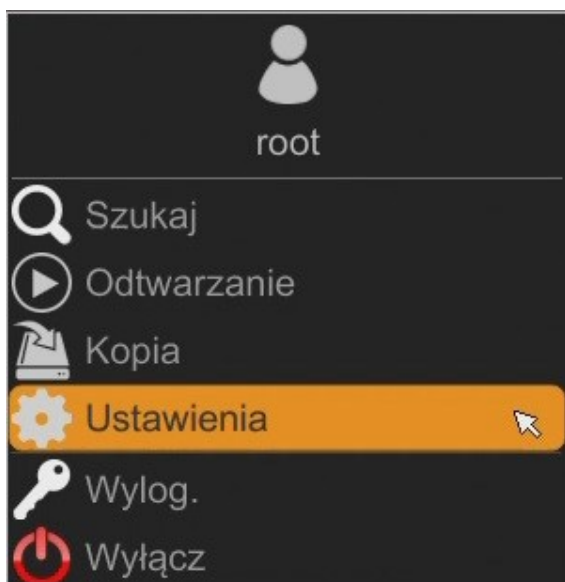 root
Szukaj
Odtwarzanie
Kopia
Ustawienia
Wylog.
Wyłącz